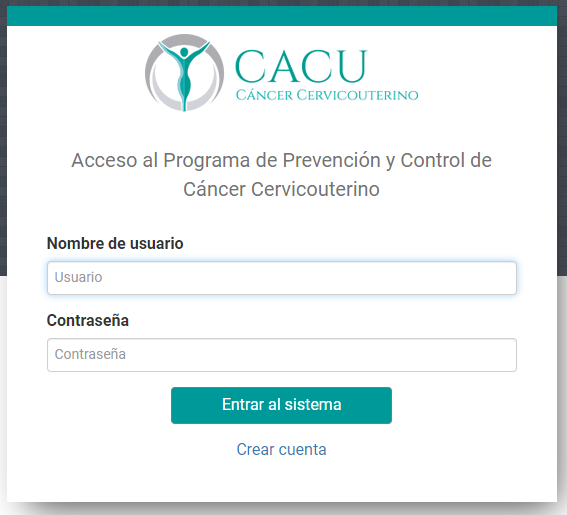 CACU
CÁNCER CERVICOUTERINO
Acceso al Programa de Prevención y Control de
Cáncer Cervicouterino
Nombre de usuario
Usuario
Contraseña
Contraseña
Entrar al sistema
Crear cuenta